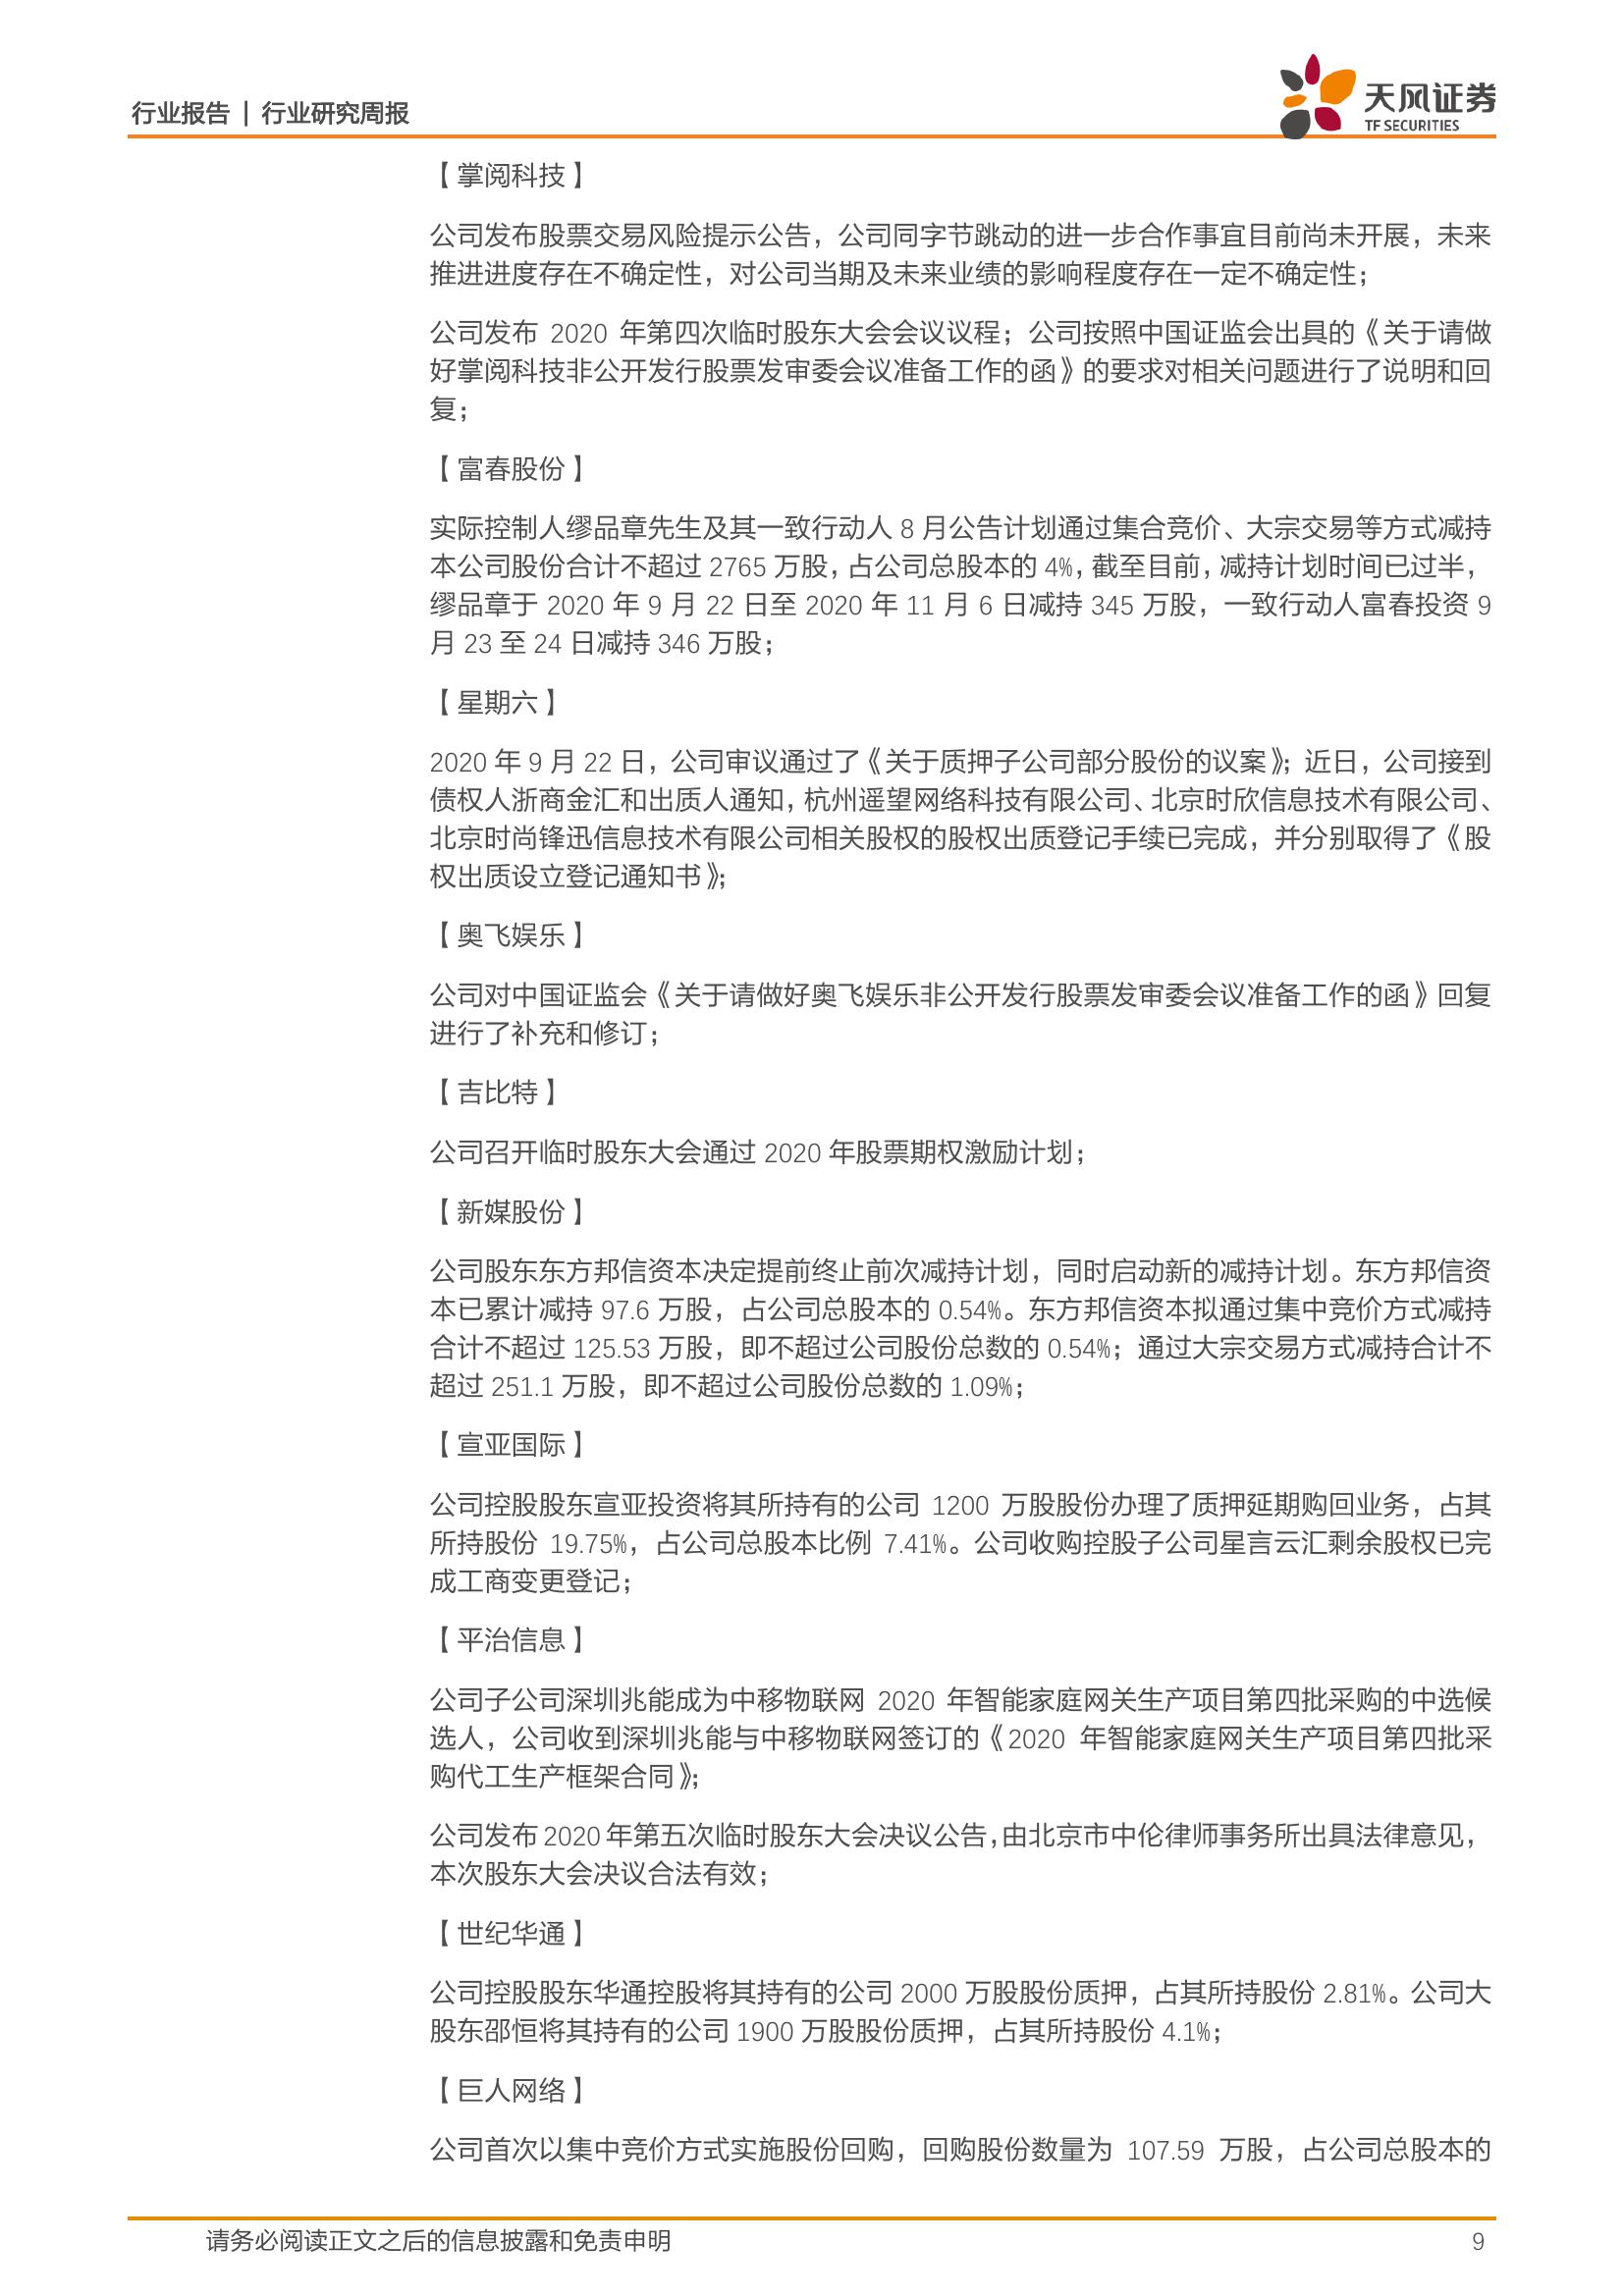 行业报告 | 行业研究周报
天风证券
TF SECURITIES
【掌阅科技】
公司发布股票交易风险提示公告，公司同字节跳动的进一步合作事宜目前尚未开展，未来
推进进度存在不确定性，对公司当期及未来业绩的影响程度存在一定不确定性；
公司发布 2020 年第四次临时股东大会会议议程；公司按照中国证监会出具的《关于请做
好掌阅科技非公开发行股票发审委会议准备工作的函》的要求对相关问题进行了说明和回
复；
【富春股份】
实际控制人缪品章先生及其一致行动人 8 月公告计划通过集合竞价、大宗交易等方式减持
本公司股份合计不超过 2765 万股，占公司总股本的 4%，截至目前，减持计划时间已过半，
缪品章于 2020 年 9 月 22 日至 2020 年 11 月 6 日减持 345 万股，一致行动人富春投资 9
月 23 至 24 日减持 346 万股；
【星期六】
2020 年 9 月 22 日，公司审议通过了《关于质押子公司部分股份的议案》；近日，公司接到
债权人浙商金汇和出质人通知，杭州遥望网络科技有限公司、北京时欣信息技术有限公司、
北京时尚锋迅信息技术有限公司相关股权的股权出质登记手续已完成，并分别取得了《股
权出质设立登记通知书》；
【奥飞娱乐】
公司对中国证监会《关于请做好奥飞娱乐非公开发行股票发审委会议准备工作的函》回复
进行了补充和修订；
【吉比特】
公司召开临时股东大会通过 2020 年股票期权激励计划；
【新媒股份】
公司股东东方邦信资本决定提前终止前次减持计划，同时启动新的减持计划。东方邦信资
本已累计减持 97.6 万股，占公司总股本的 0.54%。东方邦信资本拟通过集中竞价方式减持
合计不超过 125.53 万股，即不超过公司股份总数的 0.54%；通过大宗交易方式减持合计不
超过 251.1 万股，即不超过公司股份总数的 1.09%；
【宣亚国际】
公司控股股东宣亚投资将其所持有的公司 1200 万股股份办理了质押延期购回业务，占其
所持股份 19.75%，占公司总股本比例 7.41%。公司收购控股子公司星言云汇剩余股权已完
成工商变更登记；
【平治信息】
公司子公司深圳兆能成为中移物联网 2020 年智能家庭网关生产项目第四批采购的中选候
选人，公司收到深圳兆能与中移物联网签订的《2020 年智能家庭网关生产项目第四批采
购代工生产框架合同》；
公司发布 2020 年第五次临时股东大会决议公告，由北京市中伦律师事务所出具法律意见，
本次股东大会决议合法有效；
【世纪华通】
公司控股股东华通控股将其持有的公司 2000 万股股份质押，占其所持股份 2.81%。公司大
股东邵恒将其持有的公司 1900 万股股份质押，占其所持股份 4.1%；
【巨人网络】
公司首次以集中竞价方式实施股份回购，回购股份数量为 107.59 万股，占公司总股本的
请务必阅读正文之后的信息披露和免责申明
9